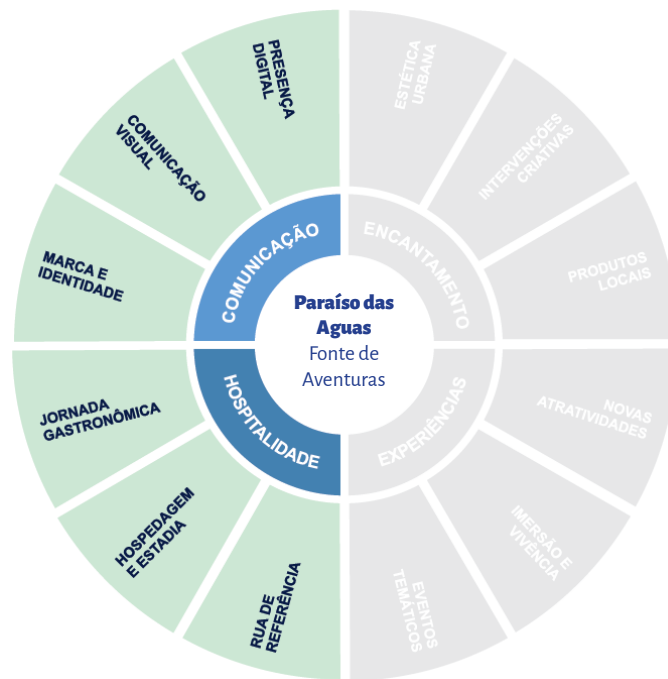 PRESENÇA
DIGITAL
ESTÉTICA
URBANA
COMUNICAÇÃO
VISUAL
INTERVENÇÕES
CRIATIVAS
MARCA E
IDENTIDADE
PRODUTOS
LOCAIS
COMUNICAÇÃO
ENCANTAMENTO
Paraíso das
Aguas
Fonte de
Aventuras
HOSPITALIDADE
EXPERIÊNCIAS
JORNADA
GASTRONÔMICA
NOVAS
ATRATIVIDADES
HOSPEDAGEM
E ESTADIA
IMERSÃO E
VIVÊNCIA
RUA DE
REFERÊNCIA
EVENTOS
TEMÁTICOS